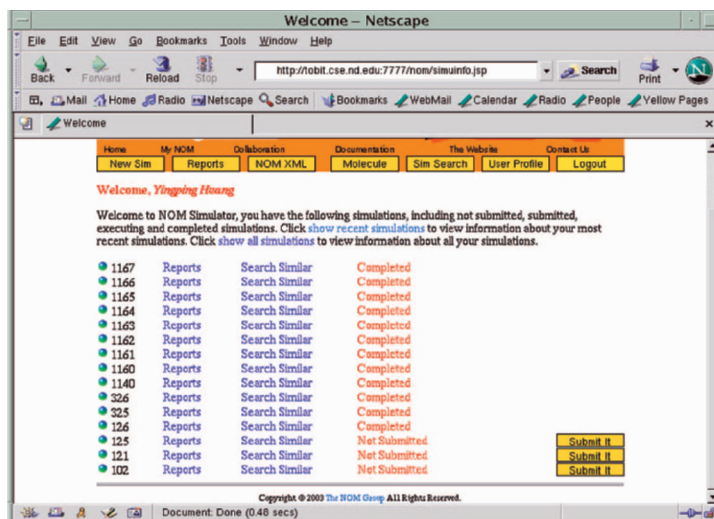 Welcome – Netscape
File Edit View Go Bookmarks Tools Window Help
Back Forward Reload Stop http://tobit.cse.nd.edu:7777/nom/simuinfo.jsp Search Print N
Mail Home Radio Netscape Search Bookmarks WebMail Calendar Radio People Yellow Pages
Welcome
Home My NOM Collaboration Documentation The Website Contact Us
New Sim Reports NOM XML Molecule Sim Search User Profile Logout
Welcome, Yingping Huang
Welcome to NOM Simulator, you have the following simulations, including not submitted, submitted,
executing and completed simulations. Click show recent simulations to view information about your most
recent simulations. Click show all simulations to view information about all your simulations.
1167 Reports Search Similar Completed
1166 Reports Search Similar Completed
1165 Reports Search Similar Completed
1164 Reports Search Similar Completed
1163 Reports Search Similar Completed
1162 Reports Search Similar Completed
1161 Reports Search Similar Completed
1160 Reports Search Similar Completed
1140 Reports Search Similar Completed
326 Reports Search Similar Completed
325 Reports Search Similar Completed
126 Reports Search Similar Completed
125 Reports Search Similar Not Submitted Submit It
121 Reports Search Similar Not Submitted Submit It
102 Reports Search Similar Not Submitted Submit It
Copyright © 2003 The NOM Group All Rights Reserved.
Document: Done (0.48 secs)